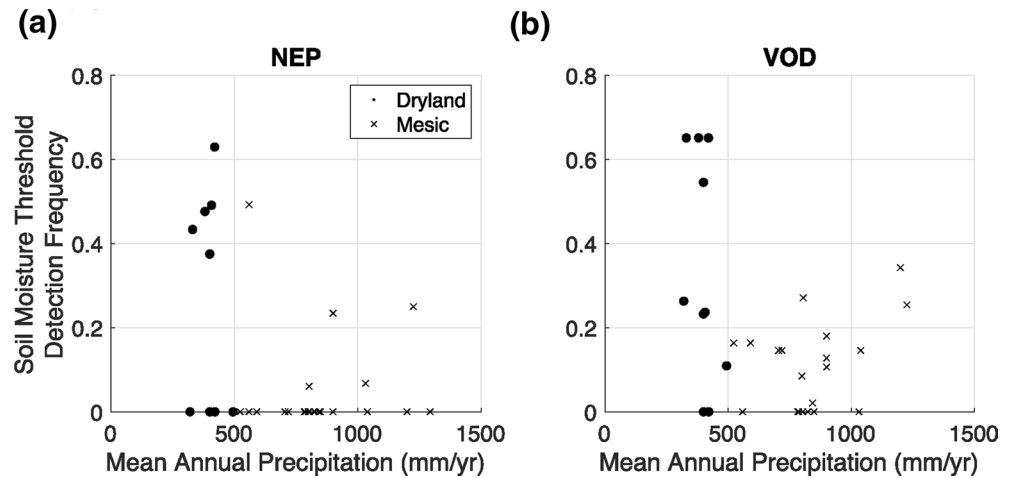 (a)
NEP
Soil Moisture Threshold
Detection Frequency
0.8
0.6
0.4
0.2
0
Dryland
Mesic
0 500 1000 1500
Mean Annual Precipitation (mm/yr)
(b)
VOD
0.8
0.6
0.4
0.2
0
0 500 1000 1500
Mean Annual Precipitation (mm/yr)